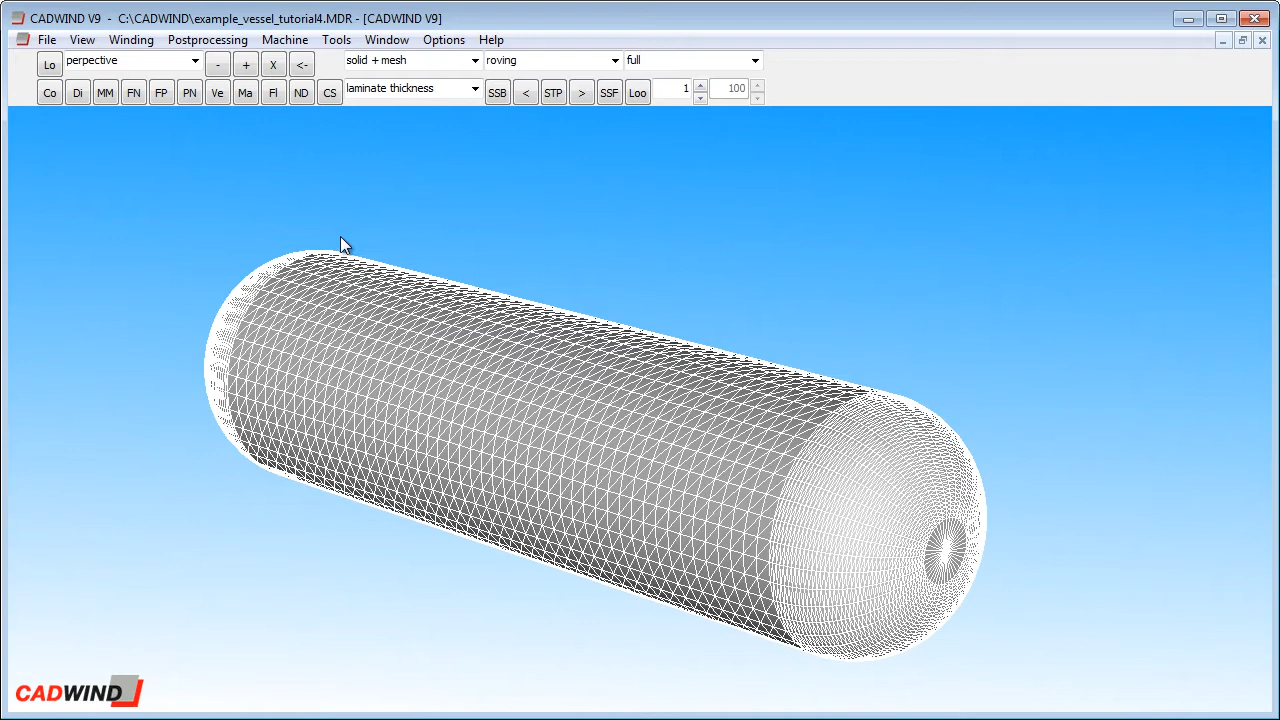 CADWIND V9 - C:\CADWIND\example_vessel_tutorial4.MDR - [CADWIND V9]
File View Winding Postprocessing Machine Tools Window Options Help
Lo perpective - + X <- solid + mesh roving full
Co Di MM FN FP PN Ve Ma Fl ND CS laminate thickness SSB < STP > SSF Loo 1 100
CADWIND